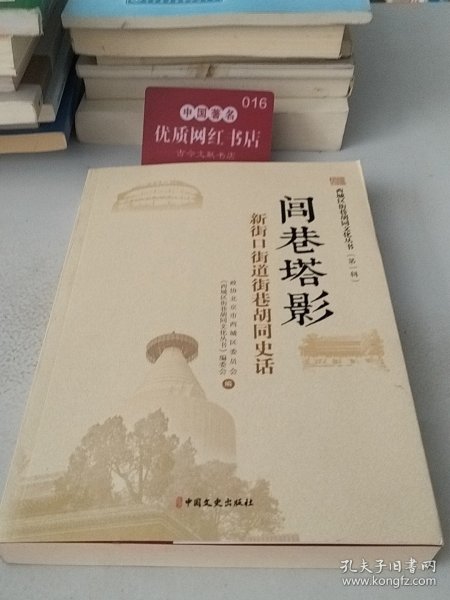 016
中国著名
优质网红书店
古今文献书店
西城区街巷胡同文化丛书（第一辑）
闾巷塔影
新街口街道街巷胡同史话
政协北京市西城区委员会
《西城区街巷胡同文化丛书》编委会 编
中国文史出版社
孔夫子旧书网
www.kongfz.com